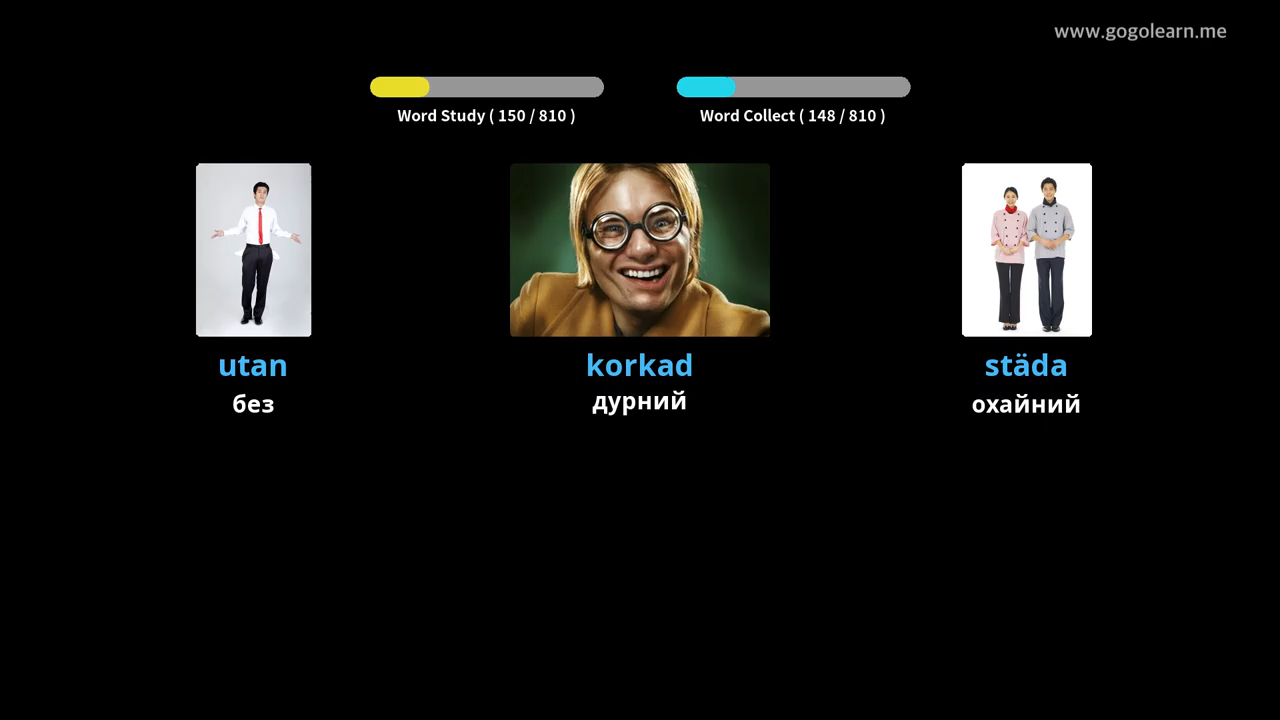 www.gogolearn.me
Word Study ( 150 / 810 )
Word Collect ( 148 / 810 )
utan
без
korkad
дурний
städa
охайний